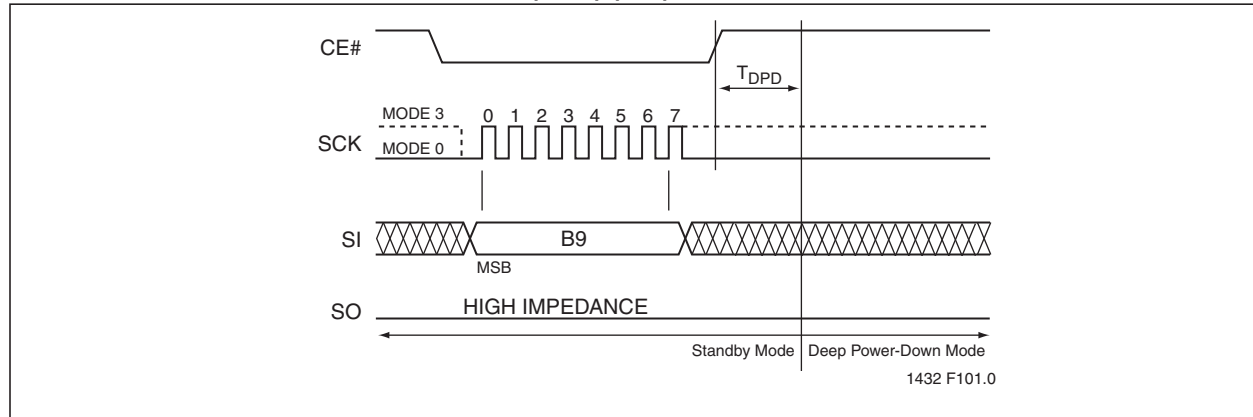 CE#
TDPD
MODE 3
0 1 2 3 4 5 6 7
SCK
MODE 0
SI
B9
MSB
SO
HIGH IMPEDANCE
Standby Mode
Deep Power-Down Mode
1432 F101.0